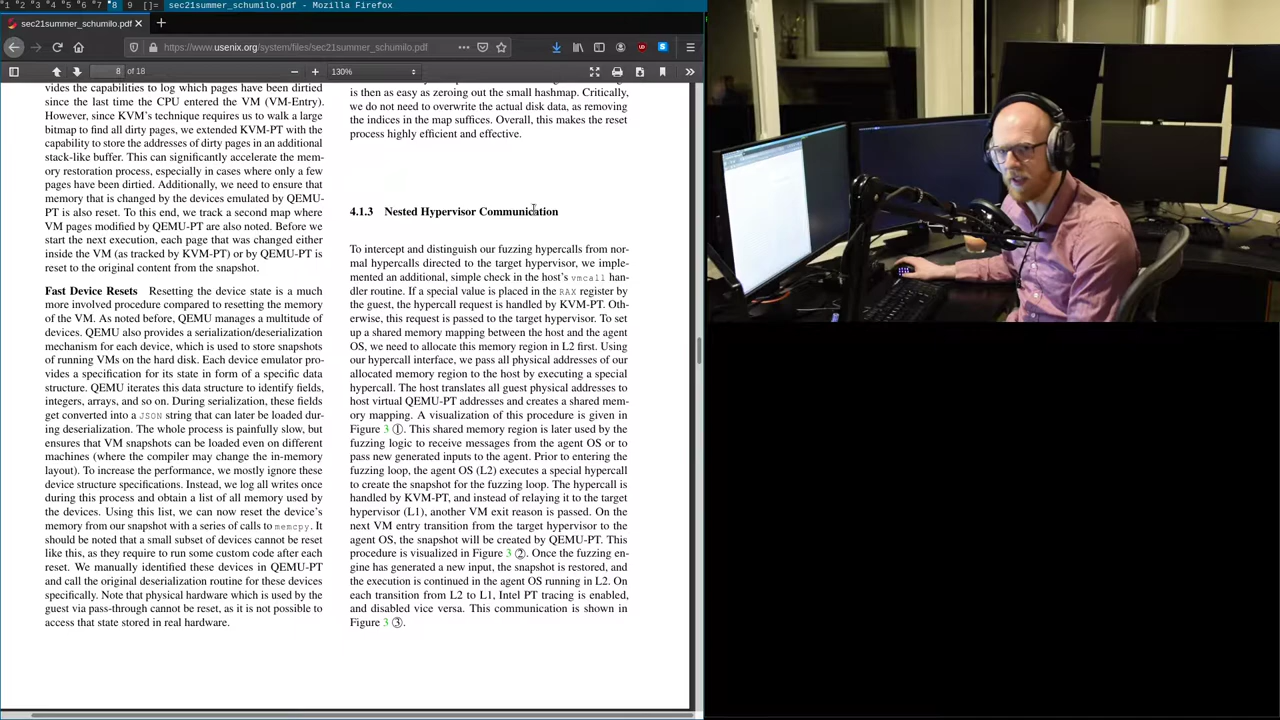 1 2 3 4 5 6 7 8 9 []= sec21summer_schumilo.pdf - Mozilla Firefox
sec21summer_schumilo.pdf
https://www.usenix.org/system/files/sec21summer_schumilo.pdf
8 of 18
130%
vides the capabilities to log which pages have been dirtied
since the last time the CPU entered the VM (VM-Entry).
However, since KVM's technique requires us to walk a large
bitmap to find all dirty pages, we extended KVM-PT with the
capability to store the addresses of dirty pages in an additional
stack-like buffer. This can significantly accelerate the mem-
ory restoration process, especially in cases where only a few
pages have been dirtied. Additionally, we need to ensure that
memory that is changed by the devices emulated by QEMU-
PT is also reset. To this end, we track a second map where
VM pages modified by QEMU-PT are also noted. Before we
start the next execution, each page that was changed either
inside the VM (as tracked by KVM-PT) or by QEMU-PT is
reset to the original content from the snapshot.
Fast Device Resets Resetting the device state is a much
more involved procedure compared to resetting the memory
of the VM. As noted before, QEMU manages a multitude of
devices. QEMU also provides a serialization/deserialization
mechanism for each device, which is used to store snapshots
of running VMs on the hard disk. Each device emulator pro-
vides a specification for its state in form of a specific data
structure. QEMU iterates this data structure to identify fields,
integers, arrays, and so on. During serialization, these fields
get converted into a JSON string that can later be loaded dur-
ing deserialization. The whole process is painfully slow, but
ensures that VM snapshots can be loaded even on different
machines (where the compiler may change the in-memory
layout). To increase the performance, we mostly ignore these
device structure specifications. Instead, we log all writes once
during this process and obtain a list of all memory used by
the devices. Using this list, we can now reset the device's
memory from our snapshot with a series of calls to memcpy. It
should be noted that a small subset of devices cannot be reset
like this, as they require to run some custom code after each
reset. We manually identified these devices in QEMU-PT
and call the original deserialization routine for these devices
specifically. Note that physical hardware which is used by the
guest via pass-through cannot be reset, as it is not possible to
access that state stored in real hardware.
is then as easy as zeroing out the small hashmap. Critically,
we do not need to overwrite the actual disk data, as removing
the indices in the map suffices. Overall, this makes the reset
process highly efficient and effective.
4.1.3 Nested Hypervisor Communication
To intercept and distinguish our fuzzing hypercalls from nor-
mal hypercalls directed to the target hypervisor, we imple-
mented an additional, simple check in the host's vmcall han-
dler routine. If a special value is placed in the RAX register by
the guest, the hypercall request is handled by KVM-PT. Oth-
erwise, this request is passed to the target hypervisor. To set
up a shared memory mapping between the host and the agent
OS, we need to allocate this memory region in L2 first. Using
our hypercall interface, we pass all physical addresses of our
allocated memory region to the host by executing a special
hypercall. The host translates all guest physical addresses to
host virtual QEMU-PT addresses and creates a shared mem-
ory mapping. A visualization of this procedure is given in
Figure 3 ①. This shared memory region is later used by the
fuzzing logic to receive messages from the agent OS or to
pass new generated inputs to the agent. Prior to entering the
fuzzing loop, the agent OS (L2) executes a special hypercall
to create the snapshot for the fuzzing loop. The hypercall is
handled by KVM-PT, and instead of relaying it to the target
hypervisor (L1), another VM exit reason is passed. On the
next VM entry transition from the target hypervisor to the
agent OS, the snapshot will be created by QEMU-PT. This
procedure is visualized in Figure 3 ②. Once the fuzzing en-
gine has generated a new input, the snapshot is restored, and
the execution is continued in the agent OS running in L2. On
each transition from L2 to L1, Intel PT tracing is enabled,
and disabled vice versa. This communication is shown in
Figure 3 ③.